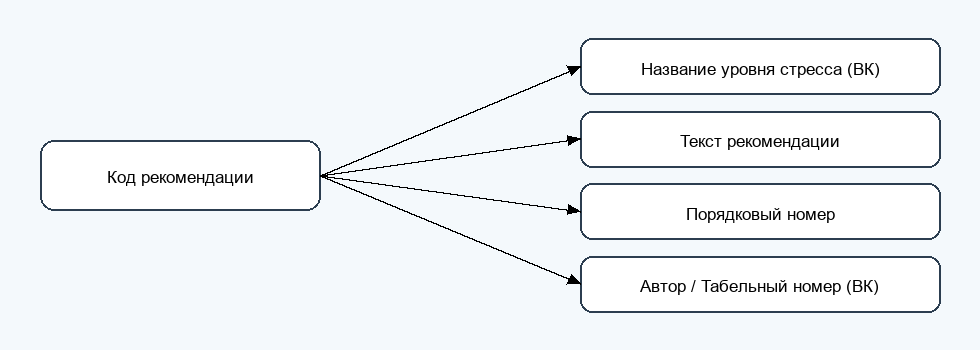 Название уровня стресса (ВК)
Текст рекомендации
Код рекомендации
Порядковый номер
Автор / Табельный номер (ВК)